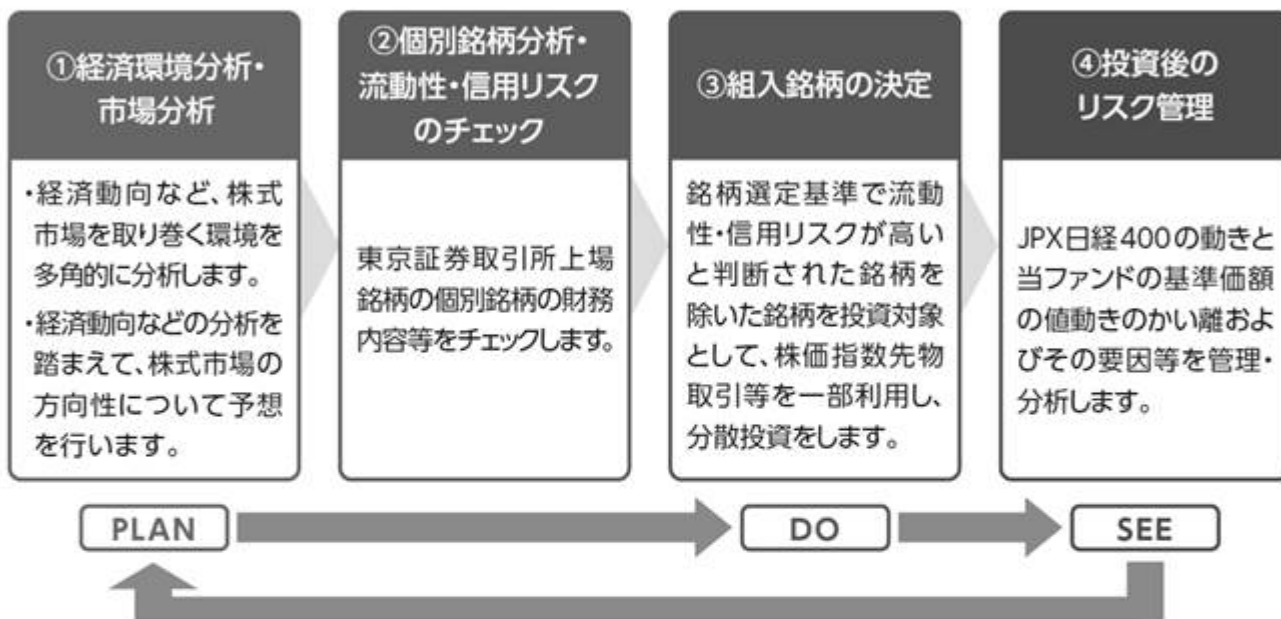 ①経済環境分析・
市場分析
・経済動向など、株式
市場を取り巻く環境を
多角的に分析します。
・経済動向などの分析を
踏まえて、株式市場の
方向性について予想
を行います。
②個別銘柄分析・
流動性・信用リスク
のチェック
東京証券取引所上場
銘柄の個別銘柄の財務
内容等をチェックします。
③組入銘柄の決定
銘柄選定基準で流動
性・信用リスクが高い
と判断された銘柄を
除いた銘柄を投資対象
として、株価指数先物
取引等を一部利用し、
分散投資をします。
④投資後の
リスク管理
JPX日経400の動きと
当ファンドの基準価額
の値動きのかい離およ
びその要因等を管理・
分析します。
PLAN
DO
SEE